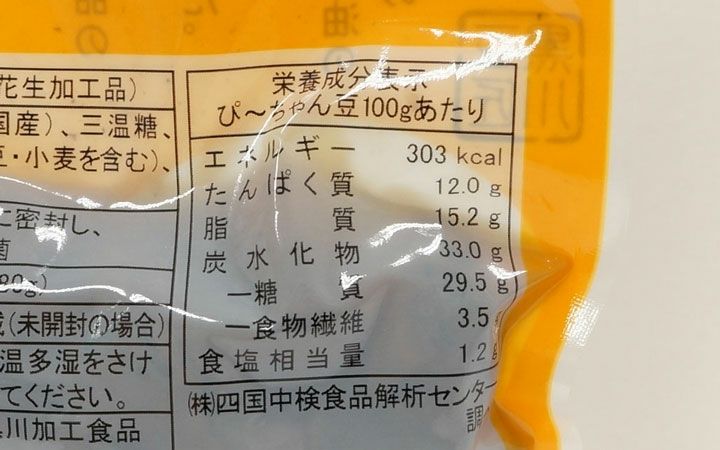 花生加工品)
国産)、三温糖、
豆・小麦を含む)、
に密封し、
菌
80g)
(未開封の場合)
温多湿をさけ
てください。
川加工食品
栄養成分表示
ぴ〜ちゃん豆100gあたり
エネルギー 303 kcal
たんぱく質 12.0 g
脂質 15.2 g
炭水化物 33.0 g
―糖質 29.5 g
―食物繊維 3.5
食塩相当量 1.2 g
㈱四国中検食品解析センター
調